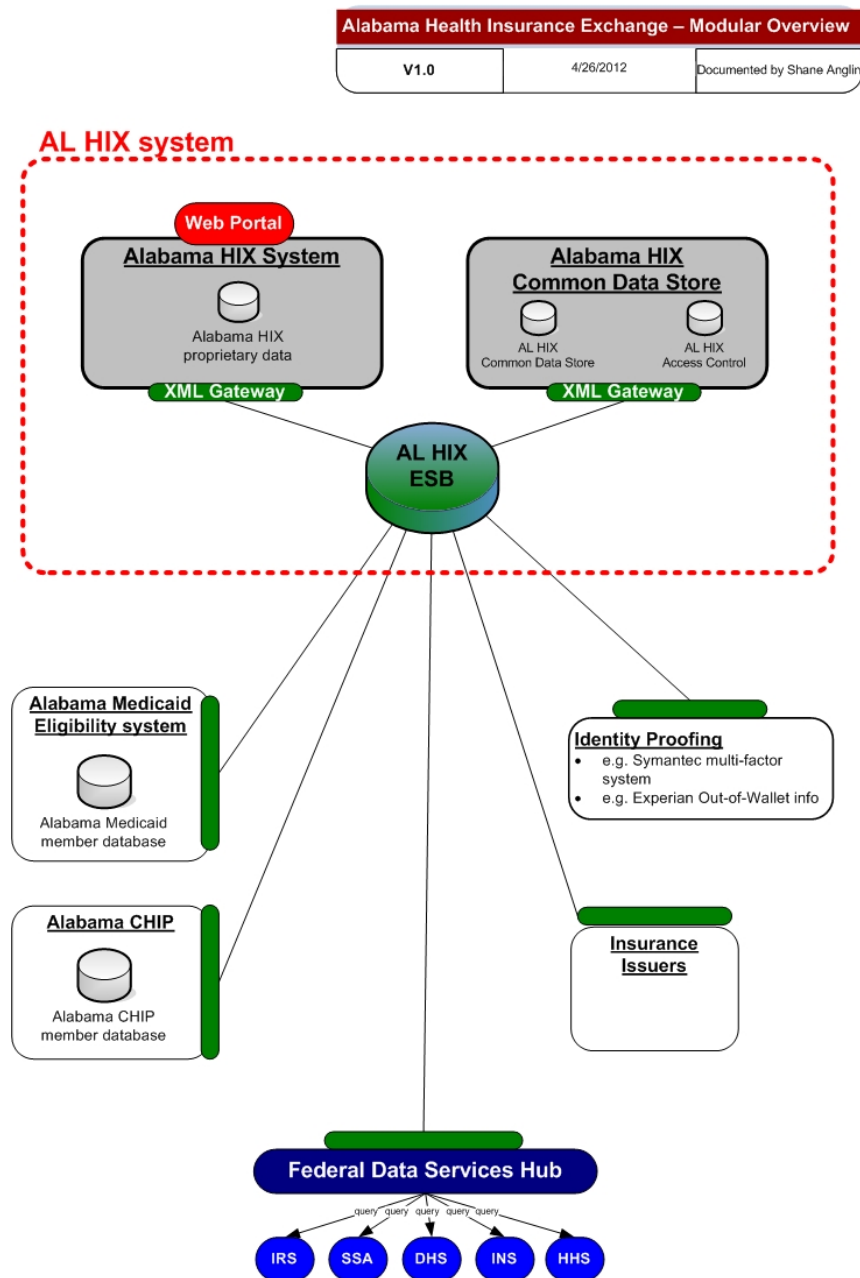 Alabama Health Insurance Exchange – Modular Overview
V1.0
4/26/2012
Documented by Shane Anglin
AL HIX system
Web Portal
Alabama HIX System
Alabama HIX
proprietary data
XML Gateway
Alabama HIX
Common Data Store
AL HIX
Common Data Store
AL HIX
Access Control
XML Gateway
AL HIX
ESB
Alabama Medicaid
Eligibility system
Alabama Medicaid
member database
Identity Proofing
• e.g. Symantec multi-factor
system
• e.g. Experian Out-of-Wallet info
Alabama CHIP
Alabama CHIP
member database
Insurance
Issuers
Federal Data Services Hub
query query query query query
IRS
SSA
DHS
INS
HHS